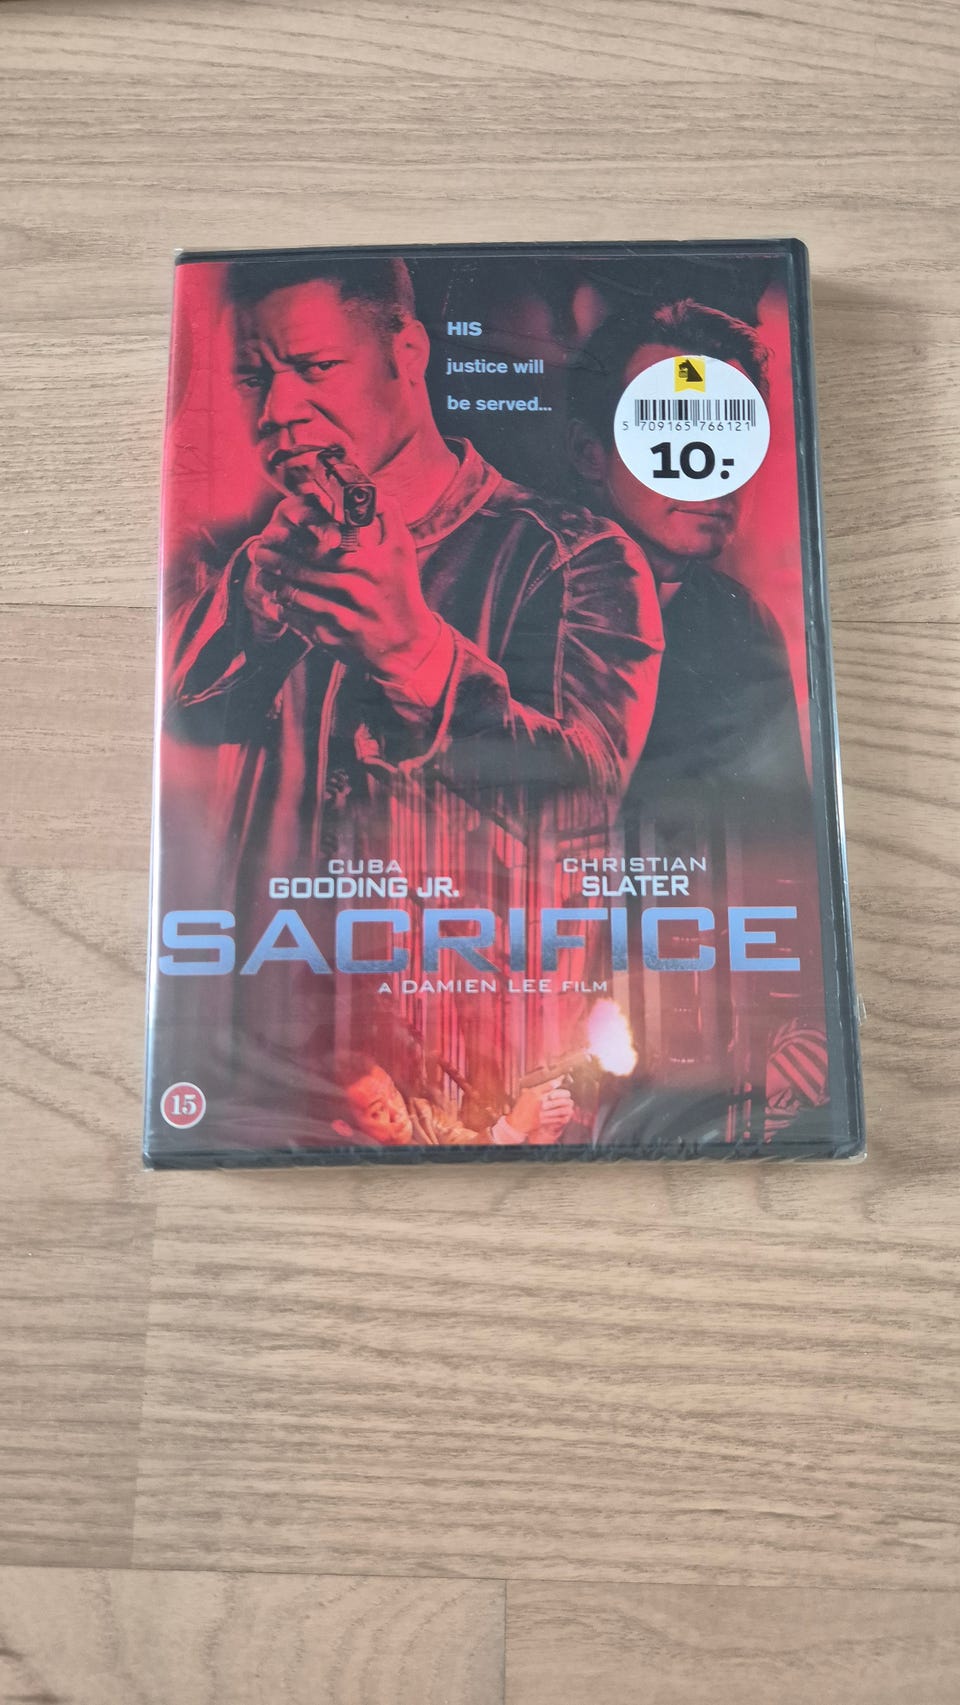 HIS
justice will
be served...
5 709165 766121
10:-
CUBA
GOODING JR.
CHRISTIAN
SLATER
SACRIFICE
A DAMIEN LEE FILM
15